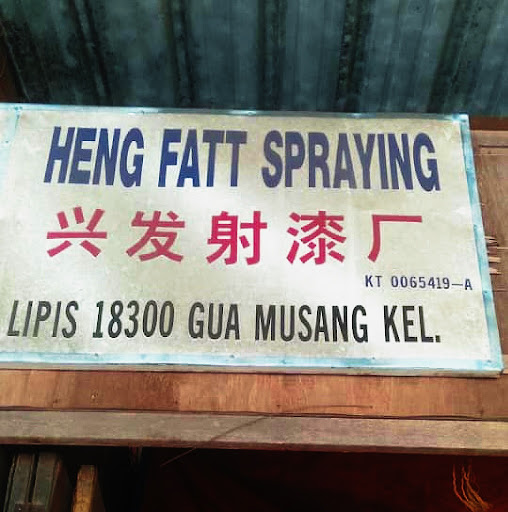 HENG FATT SPRAYING
兴发射漆厂
KT 0065419-A
LIPIS 18300 GUA MUSANG KEL.